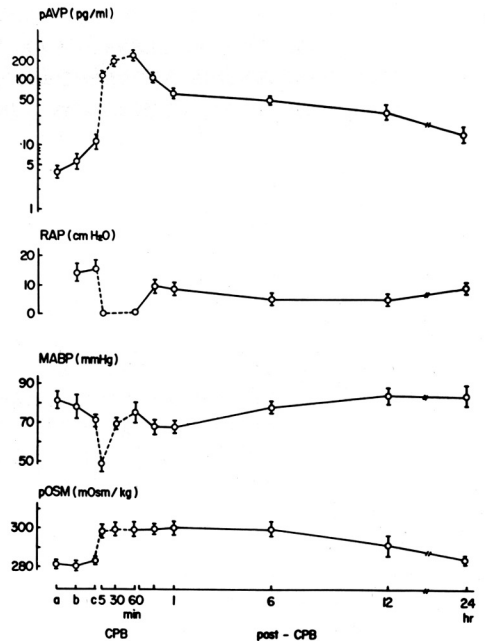 pAVP (pg/ml)
200
100
50
10
5
1
RAP (cm H₂O)
20
10
0
MABP (mmHg)
90
70
50
pOSM (mOsm/kg)
300
280
a b c 5 30 60 1 6 12 24
min hr
CPB post - CPB